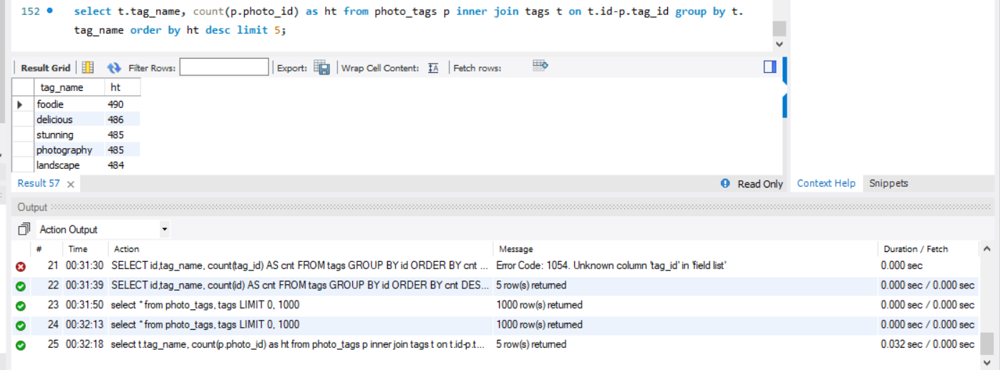 152 select t.tag_name, count(p.photo_id) as ht from photo_tags p inner join tags t on t.id-p.tag_id group by t.
tag_name order by ht desc limit 5;
Result Grid Filter Rows: Export: Wrap Cell Content: IA Fetch rows:
tag_name ht
foodie 490
delicious 486
stunning 485
photography 485
landscape 484
Result 57 × Read Only Context Help Snippets
Output
Action Output
# Time Action Message Duration / Fetch
21 00:31:30 SELECT id,tag_name, count(tag_id) AS cnt FROM tags GROUP BY id ORDER BY cnt ... Error Code: 1054. Unknown column 'tag_id' in 'field list' 0.000 sec
22 00:31:39 SELECT id,tag_name, count(id) AS cnt FROM tags GROUP BY id ORDER BY cnt DES... 5 row(s) returned 0.000 sec / 0.000 sec
23 00:31:50 select * from photo_tags, tags LIMIT 0, 1000 1000 row(s) returned 0.000 sec / 0.000 sec
24 00:32:13 select * from photo_tags, tags LIMIT 0, 1000 1000 row(s) returned 0.000 sec / 0.000 sec
25 00:32:18 select t.tag_name, count(p.photo_id) as ht from photo_tags p inner join tags t on t.id-p.t... 5 row(s) returned 0.032 sec / 0.000 sec